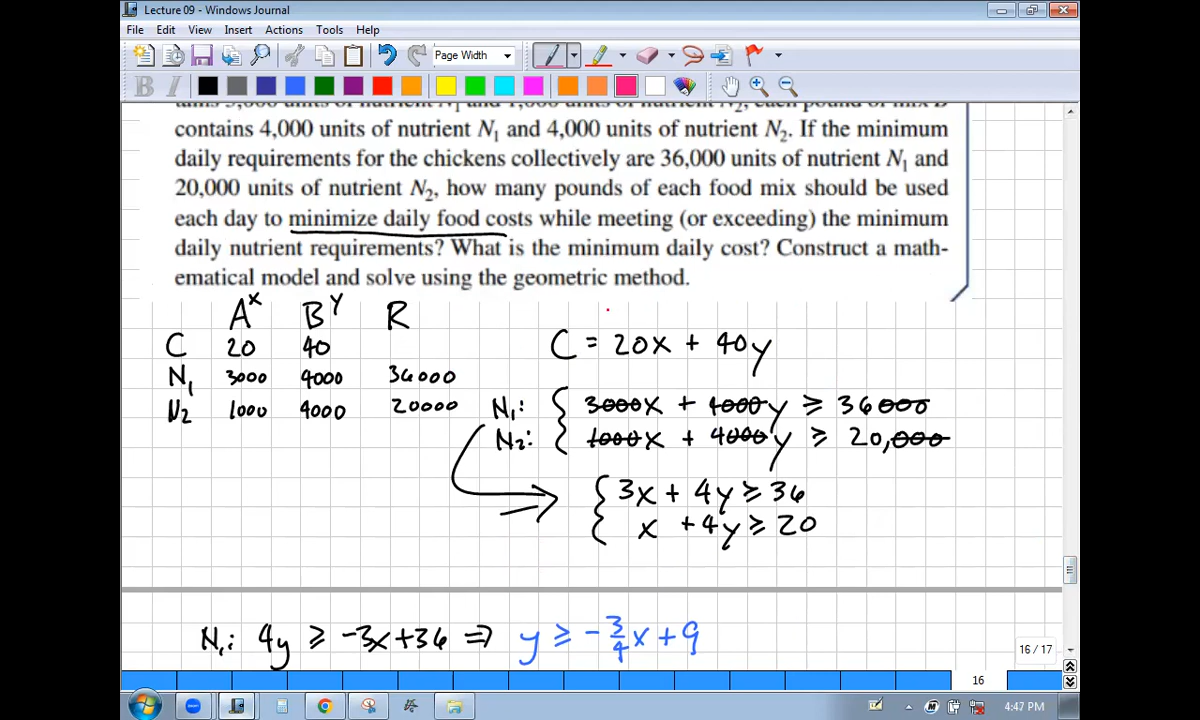 Lecture 09 - Windows Journal
File Edit View Insert Actions Tools Help
Page Width
B I
contains 4,000 units of nutrient N₁ and 4,000 units of nutrient N₂. If the minimum
daily requirements for the chickens collectively are 36,000 units of nutrient N₁ and
20,000 units of nutrient N₂, how many pounds of each food mix should be used
each day to minimize daily food costs while meeting (or exceeding) the minimum
daily nutrient requirements? What is the minimum daily cost? Construct a math-
ematical model and solve using the geometric method.
Aˣ Bʸ R
C 20 40
C = 20x + 40y
N₁ 3000 4000 36000
N₂ 1000 4000 20000
N₁: { 3000x + 4000y ≥ 36000
N₂: { 1000x + 4000y ≥ 20,000
{ 3x + 4y ≥ 36
{ x + 4y ≥ 20
N₁: 4y ≥ -3x+36 ⇒ y ≥ -3/4x + 9
16 / 17
16
4:47 PM